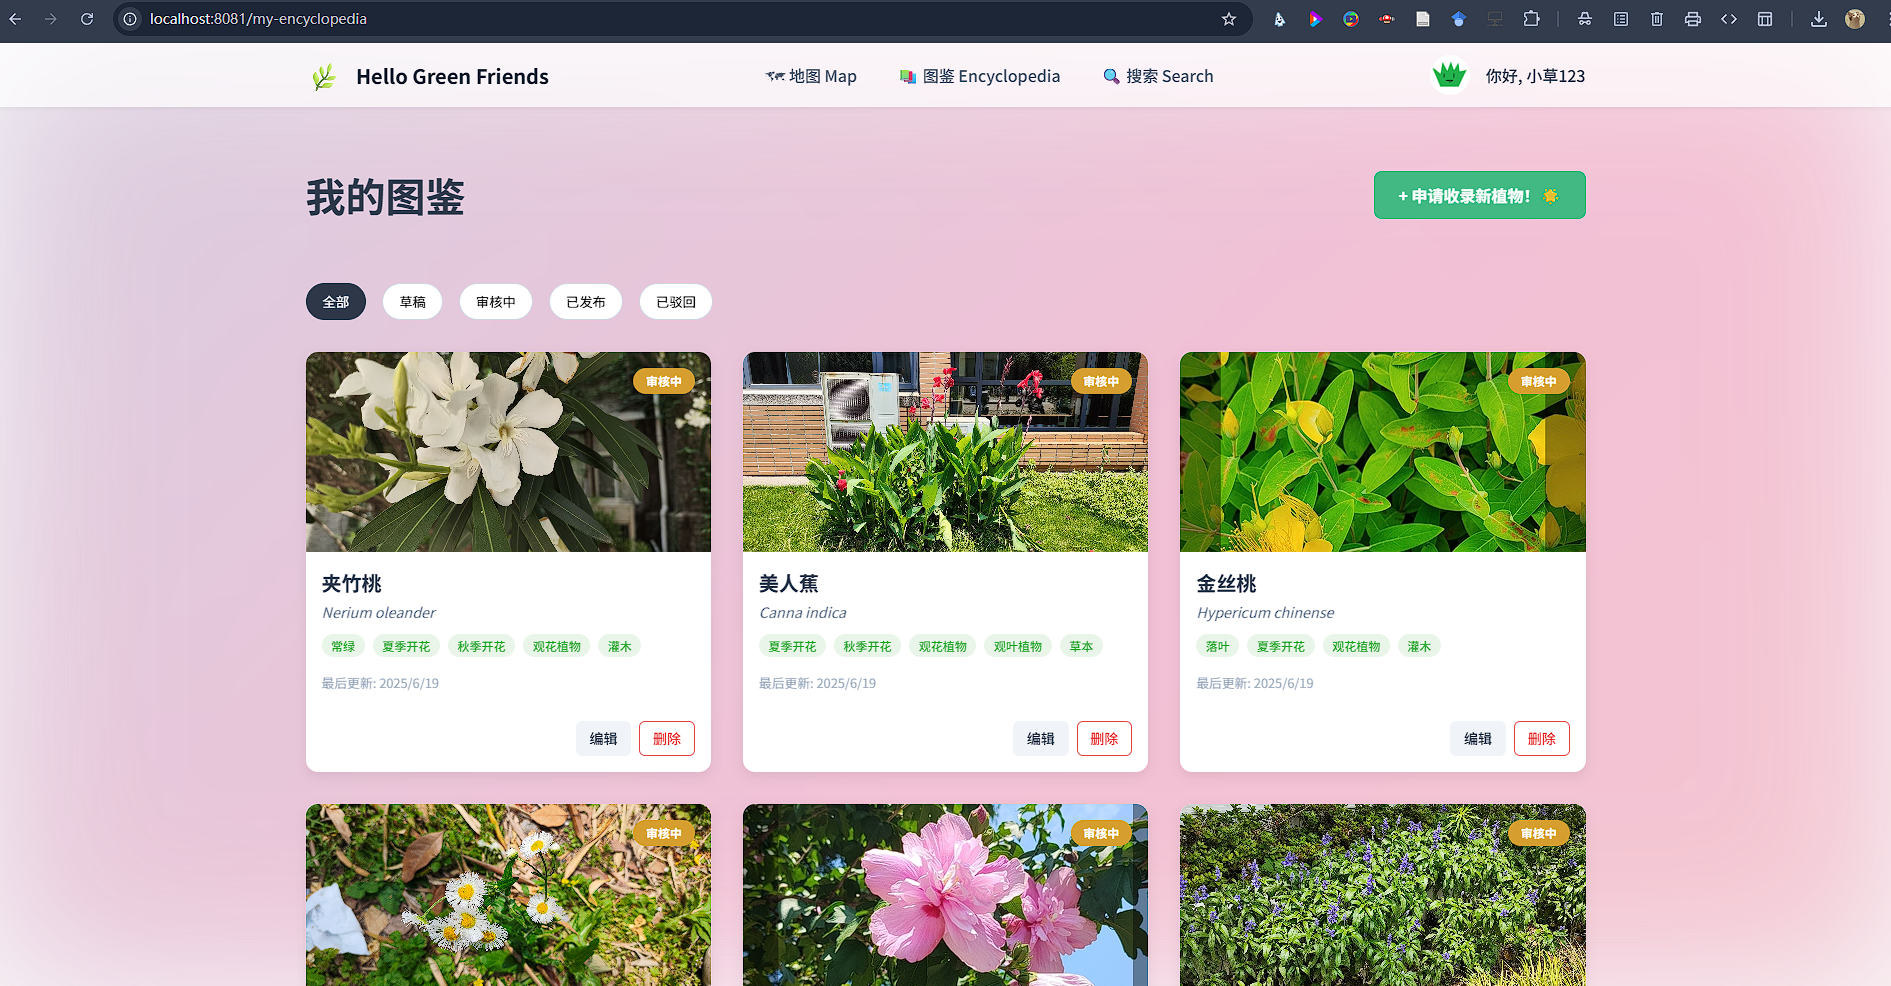 localhost:8081/my-encyclopedia
Hello Green Friends
地图 Map
图鉴 Encyclopedia
搜索 Search
你好, 小草123
我的图鉴
+ 申请收录新植物!
全部
草稿
审核中
已发布
已驳回
审核中
审核中
审核中
夹竹桃
Nerium oleander
常绿 夏季开花 秋季开花 观花植物 灌木
最后更新: 2025/6/19
编辑 删除
美人蕉
Canna indica
夏季开花 秋季开花 观花植物 观叶植物 草本
最后更新: 2025/6/19
编辑 删除
金丝桃
Hypericum chinense
落叶 夏季开花 观花植物 灌木
最后更新: 2025/6/19
编辑 删除
审核中
审核中
审核中